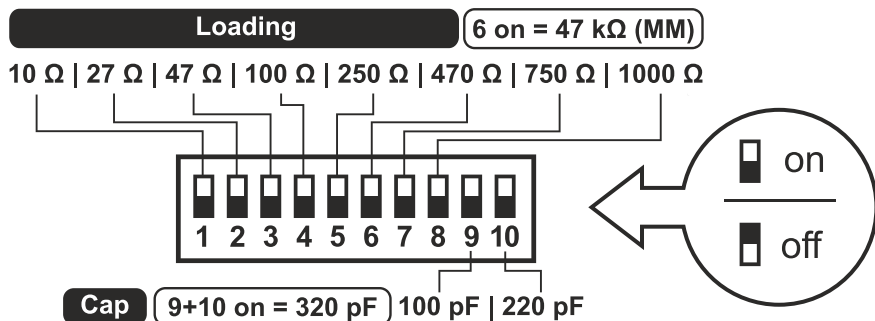 Loading 6 on = 47 kΩ (MM)
10 Ω | 27 Ω | 47 Ω | 100 Ω | 250 Ω | 470 Ω | 750 Ω | 1000 Ω
on
1 2 3 4 5 6 7 8 9 10
off
Cap 9+10 on = 320 pF 100 pF | 220 pF